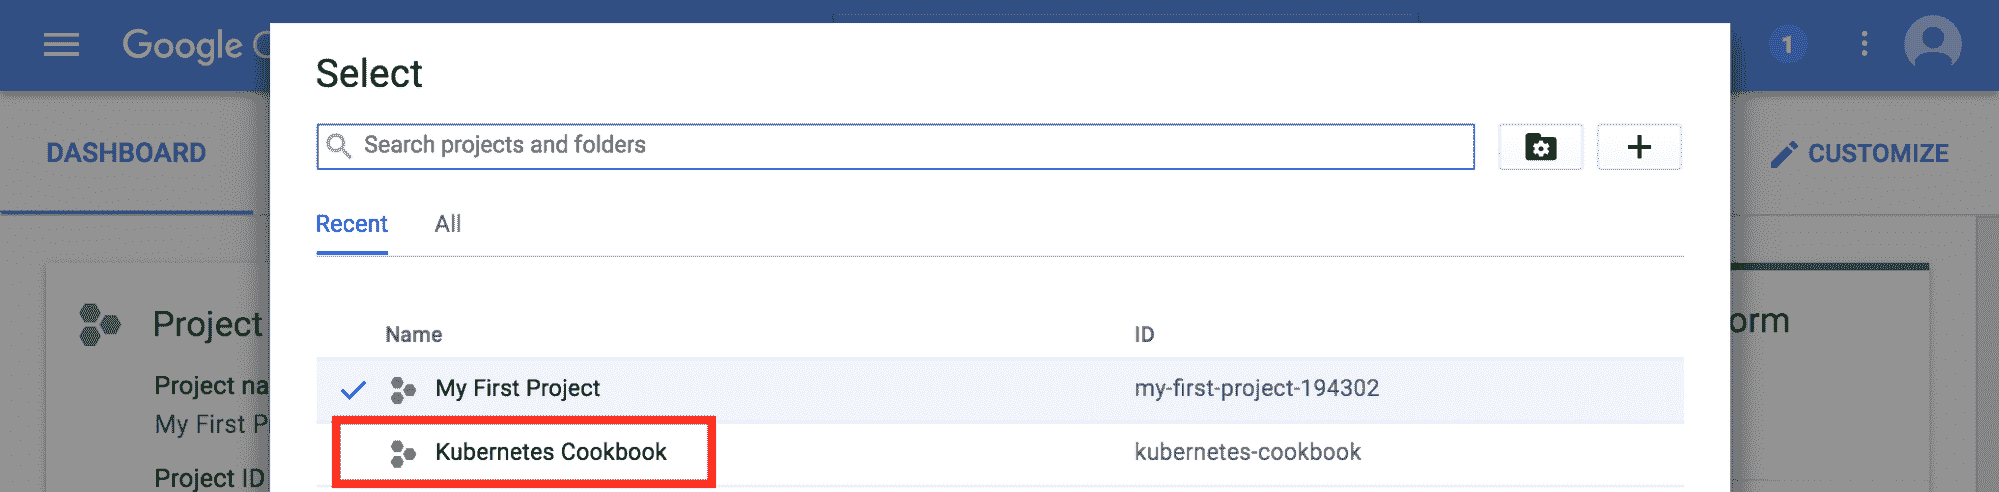 Google
1
Select
Search projects and folders
DASHBOARD
CUSTOMIZE
Recent All
Name ID
Project
orm
My First Project my-first-project-194302
Project na
My First P
Kubernetes Cookbook kubernetes-cookbook
Project ID